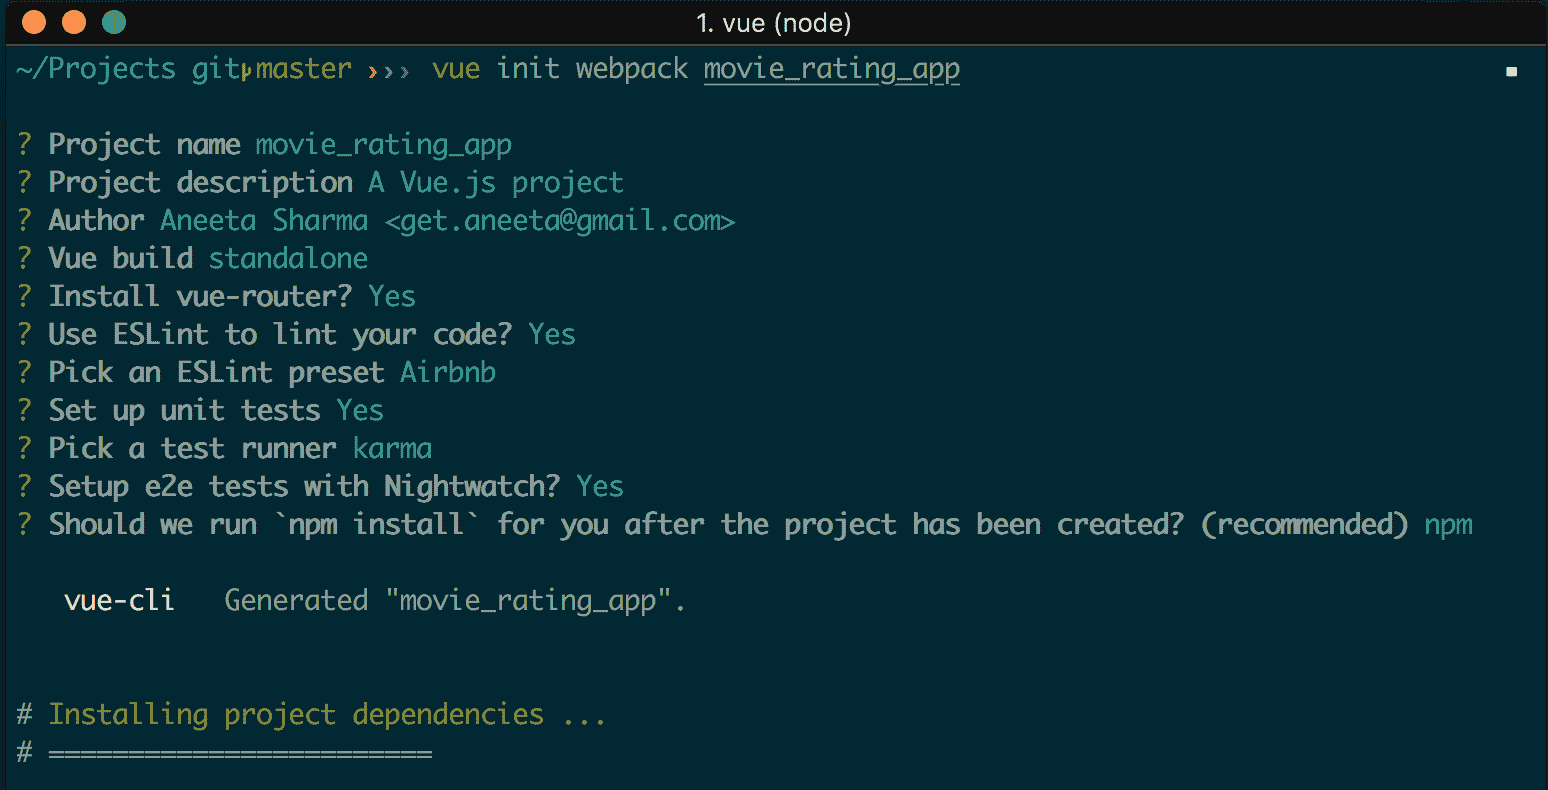 1. vue (node)
~/Projects git master ››› vue init webpack movie_rating_app
? Project name movie_rating_app
? Project description A Vue.js project
? Author Aneeta Sharma <get.aneeta@gmail.com>
? Vue build standalone
? Install vue-router? Yes
? Use ESLint to lint your code? Yes
? Pick an ESLint preset Airbnb
? Set up unit tests Yes
? Pick a test runner karma
? Setup e2e tests with Nightwatch? Yes
? Should we run `npm install` for you after the project has been created? (recommended) npm
vue-cli   Generated "movie_rating_app".
# Installing project dependencies ...
# ========================